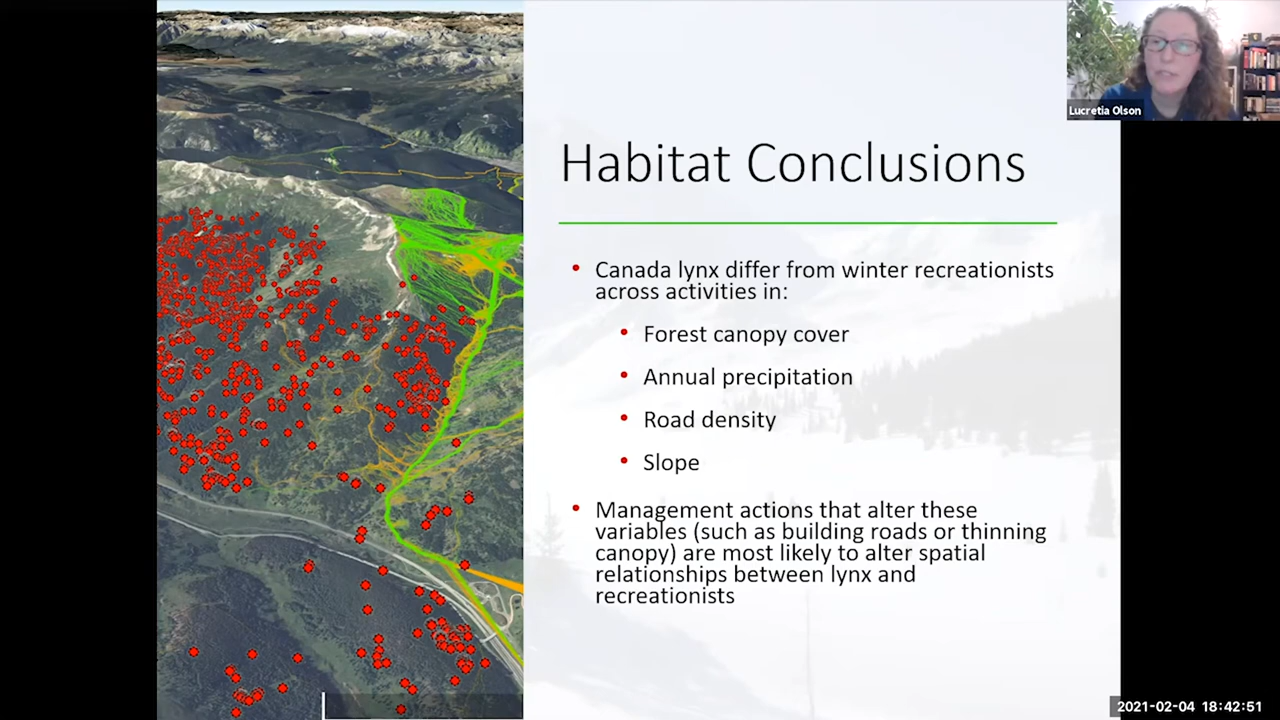 Lucretia Olson
Habitat Conclusions
Canada lynx differ from winter recreationists
across activities in:
Forest canopy cover
Annual precipitation
Road density
Slope
Management actions that alter these
variables (such as building roads or thinning
canopy) are most likely to alter spatial
relationships between lynx and
recreationists
2021-02-04 18:42:51